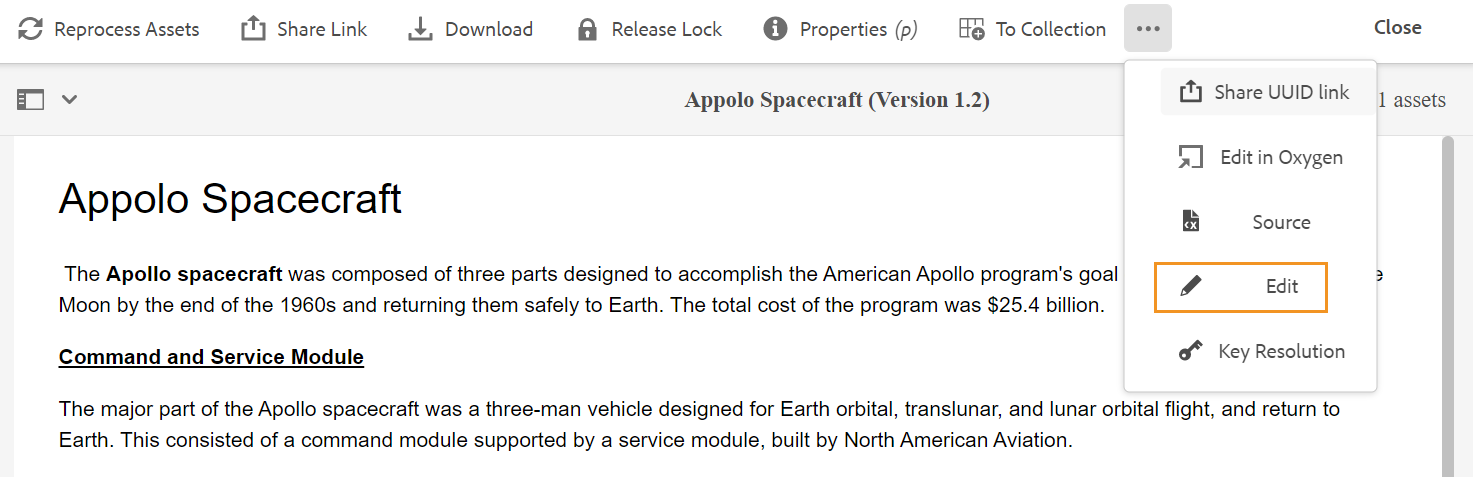 Reprocess Assets Share Link Download Release Lock Properties (p) To Collection ••• Close
Appolo Spacecraft (Version 1.2) 1 assets
Share UUID link
Edit in Oxygen
Source
Edit
Key Resolution
Appolo Spacecraft
The Apollo spacecraft was composed of three parts designed to accomplish the American Apollo program's goal
Moon by the end of the 1960s and returning them safely to Earth. The total cost of the program was $25.4 billion.
Command and Service Module
The major part of the Apollo spacecraft was a three-man vehicle designed for Earth orbital, translunar, and lunar orbital flight, and return to
Earth. This consisted of a command module supported by a service module, built by North American Aviation.